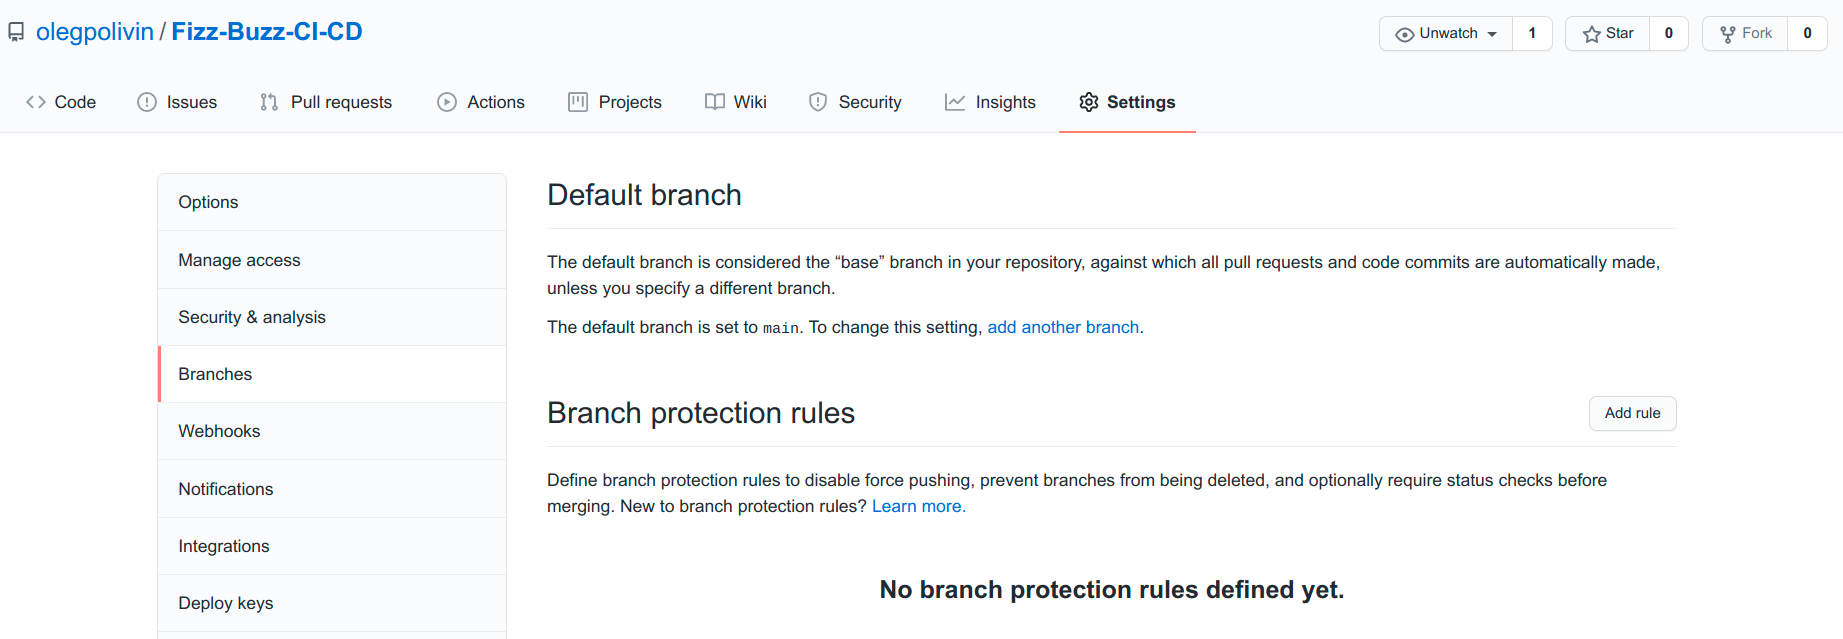 olegpolivin / Fizz-Buzz-CI-CD
Unwatch 1 Star 0 Fork 0
Code Issues Pull requests Actions Projects Wiki Security Insights Settings
Options
Manage access
Security & analysis
Branches
Webhooks
Notifications
Integrations
Deploy keys
Default branch
The default branch is considered the “base” branch in your repository, against which all pull requests and code commits are automatically made,
unless you specify a different branch.
The default branch is set to main. To change this setting, add another branch.
Branch protection rules
Add rule
Define branch protection rules to disable force pushing, prevent branches from being deleted, and optionally require status checks before
merging. New to branch protection rules? Learn more.
No branch protection rules defined yet.